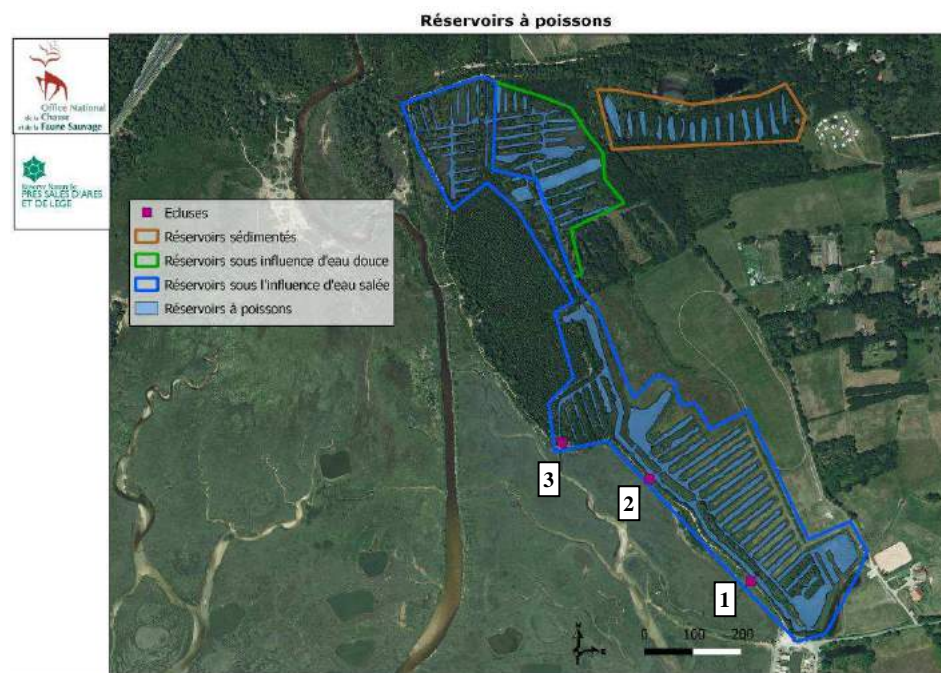 Réservoirs à poissons
Office National
de la Chasse
et de la Faune Sauvage
Réserve Naturelle
PRES SALES D'ARES
ET DE LEGE
Ecluses
Réservoirs sédimentés
Réservoirs sous influence d'eau douce
Réservoirs sous l'influence d'eau salée
Réservoirs à poissons
3
2
1
0 100 200